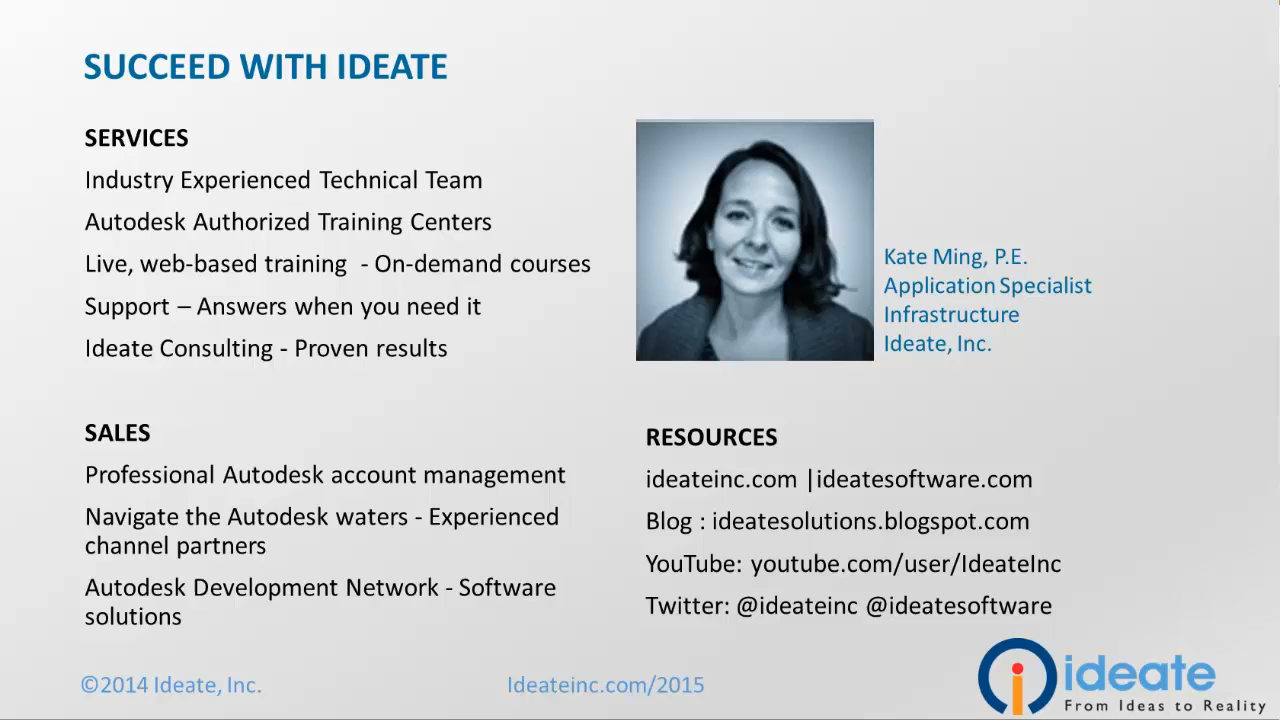 SUCCEED WITH IDEATE
SERVICES
Industry Experienced Technical Team
Autodesk Authorized Training Centers
Live, web-based training  - On-demand courses
Support – Answers when you need it
Ideate Consulting - Proven results
Kate Ming, P.E.
Application Specialist
Infrastructure
Ideate, Inc.
SALES
Professional Autodesk account management
Navigate the Autodesk waters - Experienced
channel partners
Autodesk Development Network - Software
solutions
RESOURCES
ideateinc.com |ideatesoftware.com
Blog : ideatesolutions.blogspot.com
YouTube: youtube.com/user/IdeateInc
Twitter: @ideateinc @ideatesoftware
©2014 Ideate, Inc.
Ideateinc.com/2015
ideate
From Ideas to Reality